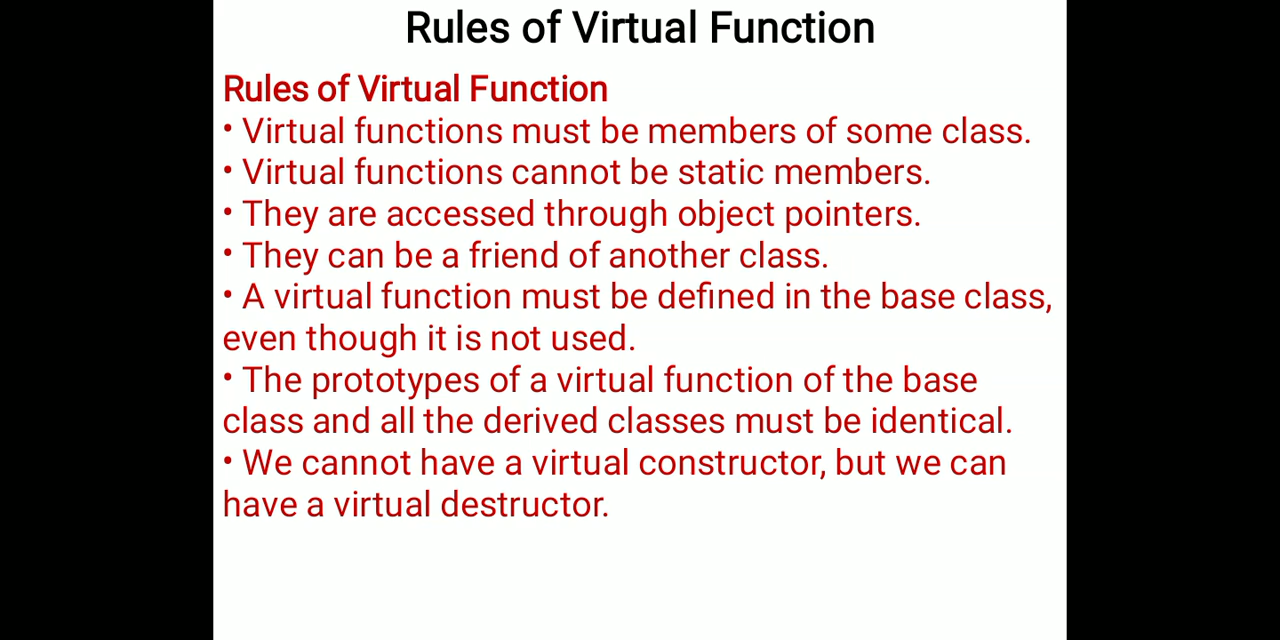 Rules of Virtual Function
Rules of Virtual Function
• Virtual functions must be members of some class.
• Virtual functions cannot be static members.
• They are accessed through object pointers.
• They can be a friend of another class.
• A virtual function must be defined in the base class,
even though it is not used.
• The prototypes of a virtual function of the base
class and all the derived classes must be identical.
• We cannot have a virtual constructor, but we can
have a virtual destructor.